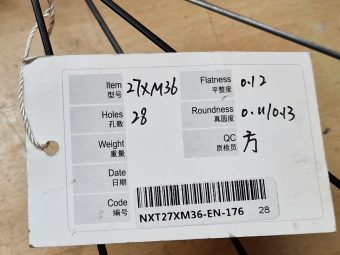 Item 27XM36 Flatness 0.12
型号 平整度
Holes 28 Roundness 0.11/0.13
孔数 真圆度
Weight QC 方
重量 质检员
Date
日期
Code
编号
NXT27XM36-EN-176 28